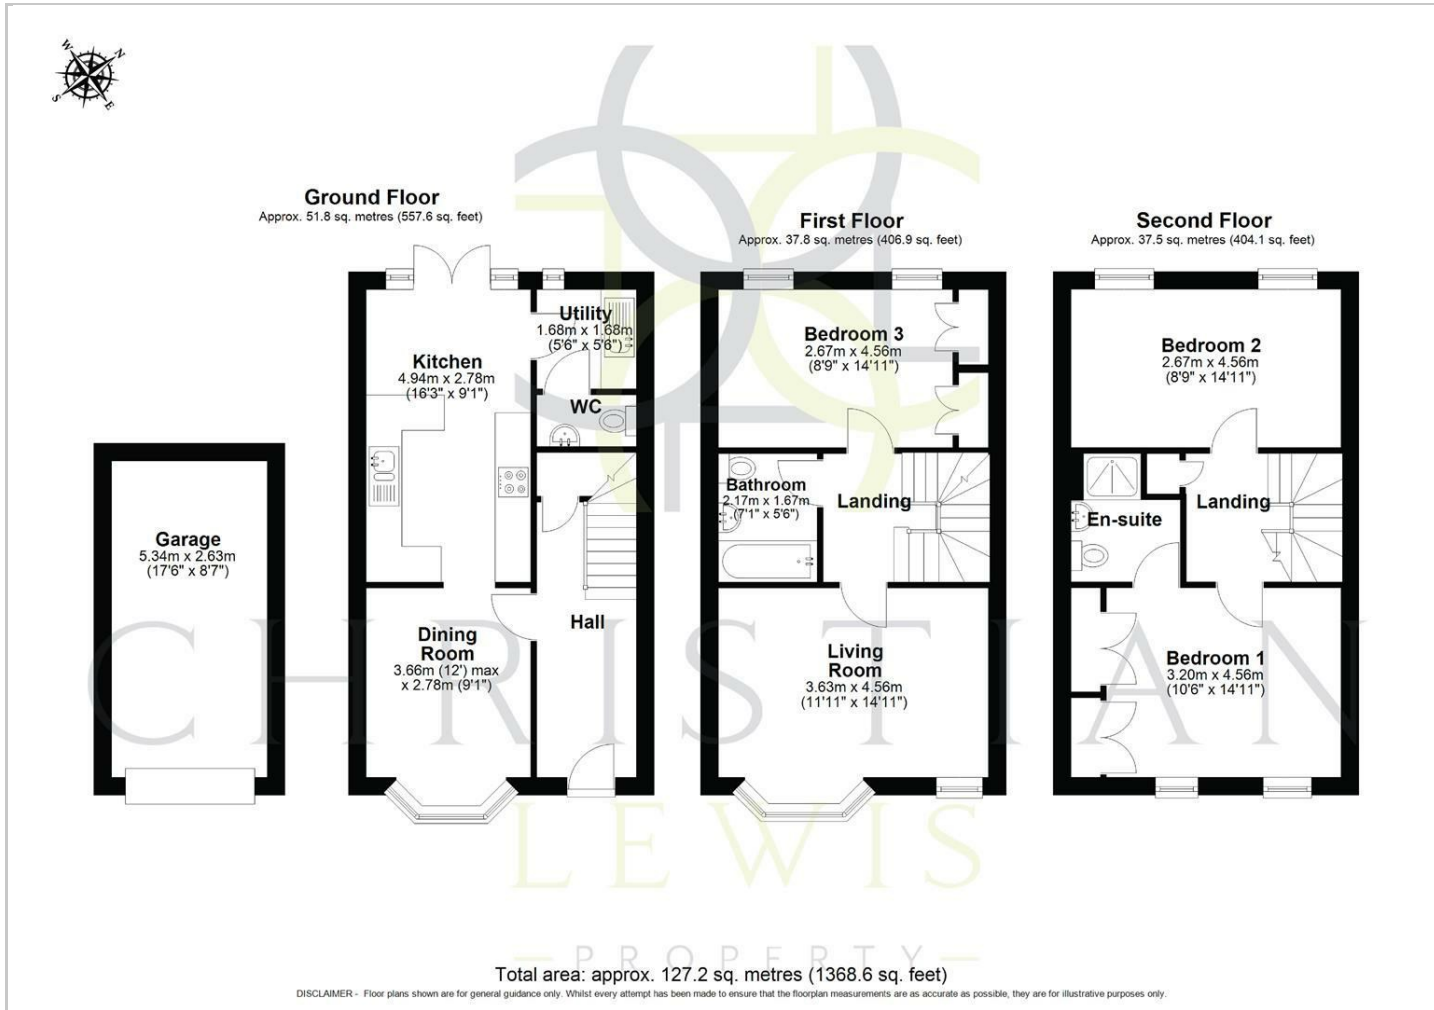 W
N
S
E
Ground Floor
Approx. 51.8 sq. metres (557.6 sq. feet)
Kitchen
4.94m x 2.78m
(16'3" x 9'1")
Utility
1.68m x 1.68m
(5'6" x 5'6")
WC
Garage
5.34m x 2.63m
(17'6" x 8'7")
Dining
Room
3.66m (12') max
x 2.78m (9'1")
Hall
First Floor
Approx. 37.8 sq. metres (406.9 sq. feet)
Bedroom 3
2.67m x 4.56m
(8'9" x 14'11")
Bathroom
2.17m x 1.67m
(7'1" x 5'6")
Landing
Living
Room
3.63m x 4.56m
(11'11" x 14'11")
Second Floor
Approx. 37.5 sq. metres (404.1 sq. feet)
Bedroom 2
2.67m x 4.56m
(8'9" x 14'11")
En-suite
Landing
Bedroom 1
3.20m x 4.56m
(10'6" x 14'11")
CHRISTIAN
LEWIS
— PROPERTY —
Total area: approx. 127.2 sq. metres (1368.6 sq. feet)
DISCLAIMER - Floor plans shown are for general guidance only. Whilst every attempt has been made to ensure that the floorplan measurements are as accurate as possible, they are for illustrative purposes only.